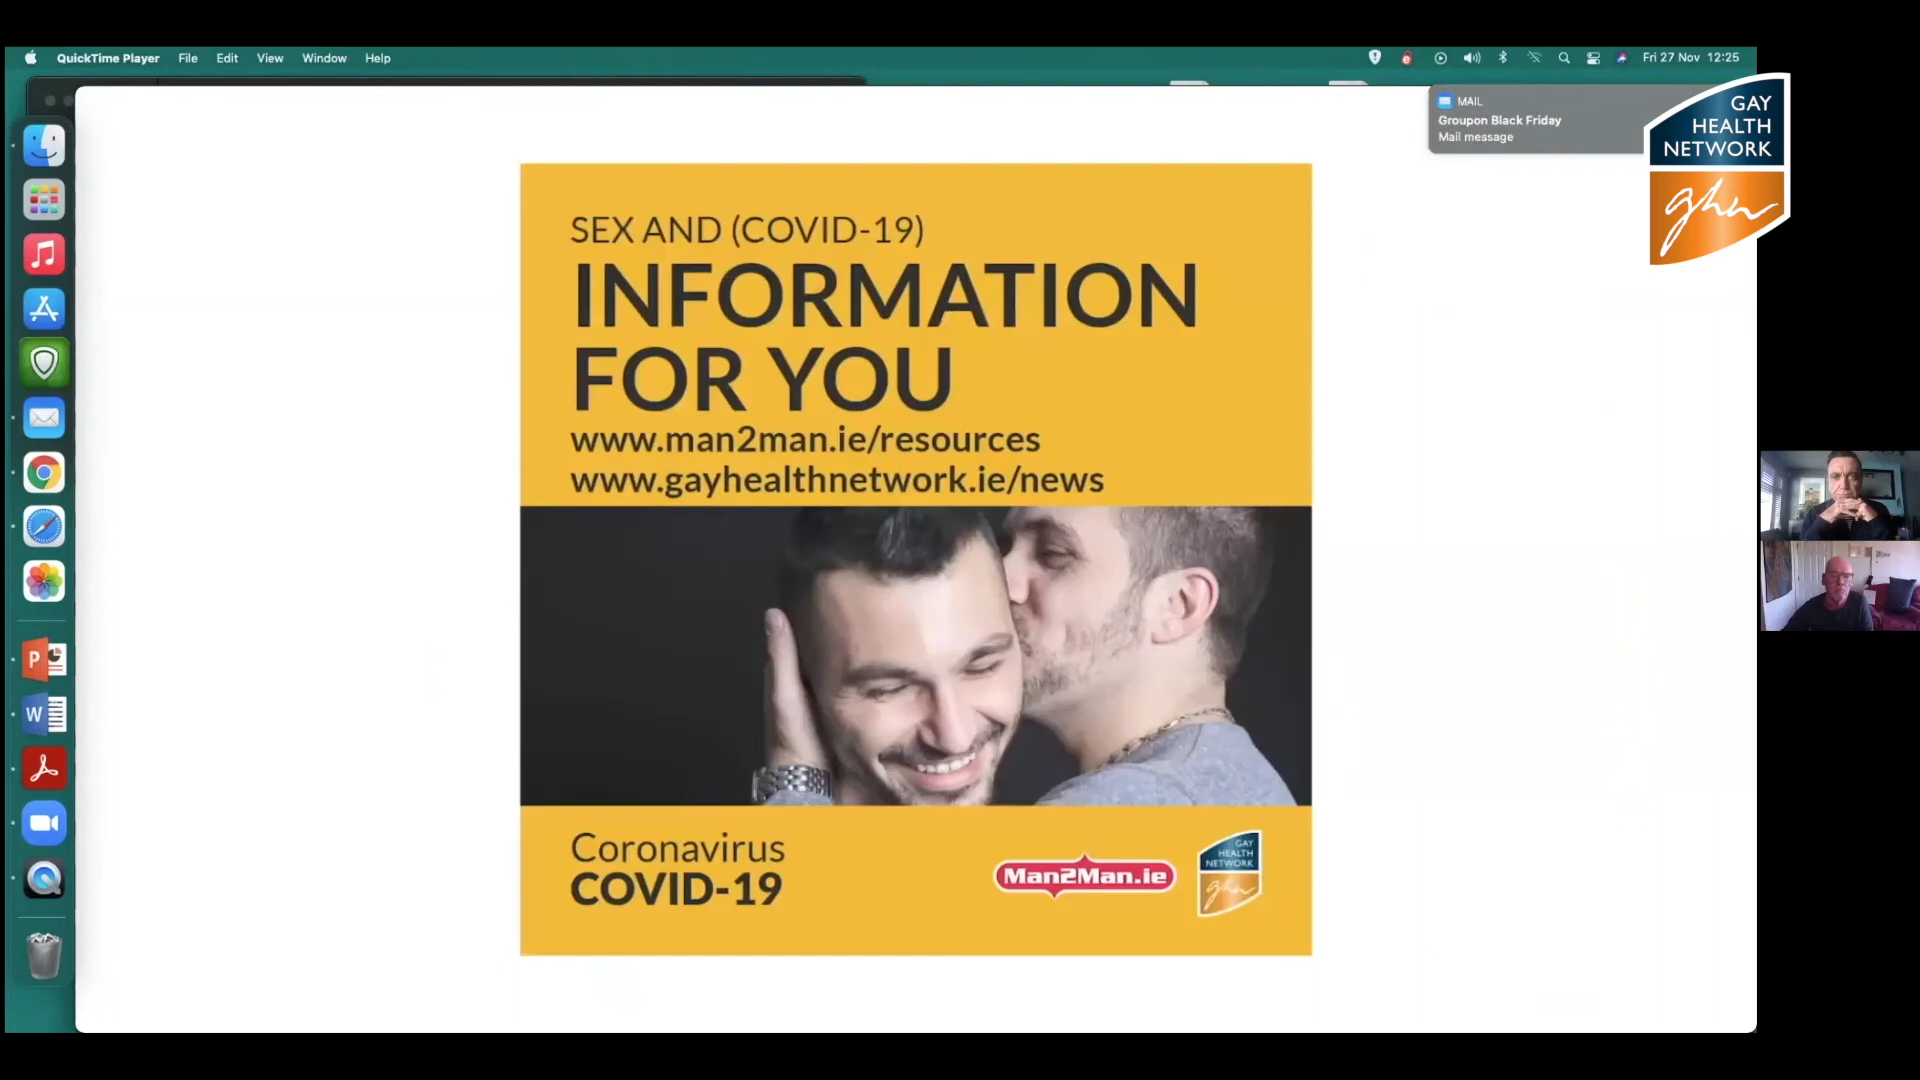 QuickTime Player File Edit View Window Help
Fri 27 Nov 12:25
MAIL
Groupon Black Friday
Mail message
GAY
HEALTH
NETWORK
ghn
SEX AND (COVID-19)
INFORMATION
FOR YOU
www.man2man.ie/resources
www.gayhealthnetwork.ie/news
Coronavirus
COVID-19
Man2Man.ie
GAY
HEALTH
NETWORK
ghn
P
W